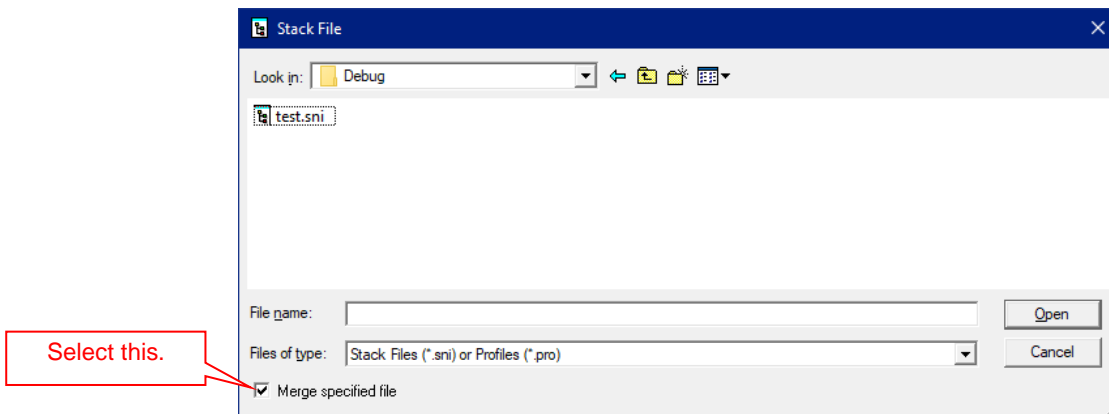 Stack File
Look in: Debug
test.sni
File name:
Open
Select this.
Files of type: Stack Files (*.sni) or Profiles (*.pro)
Cancel
Merge specified file